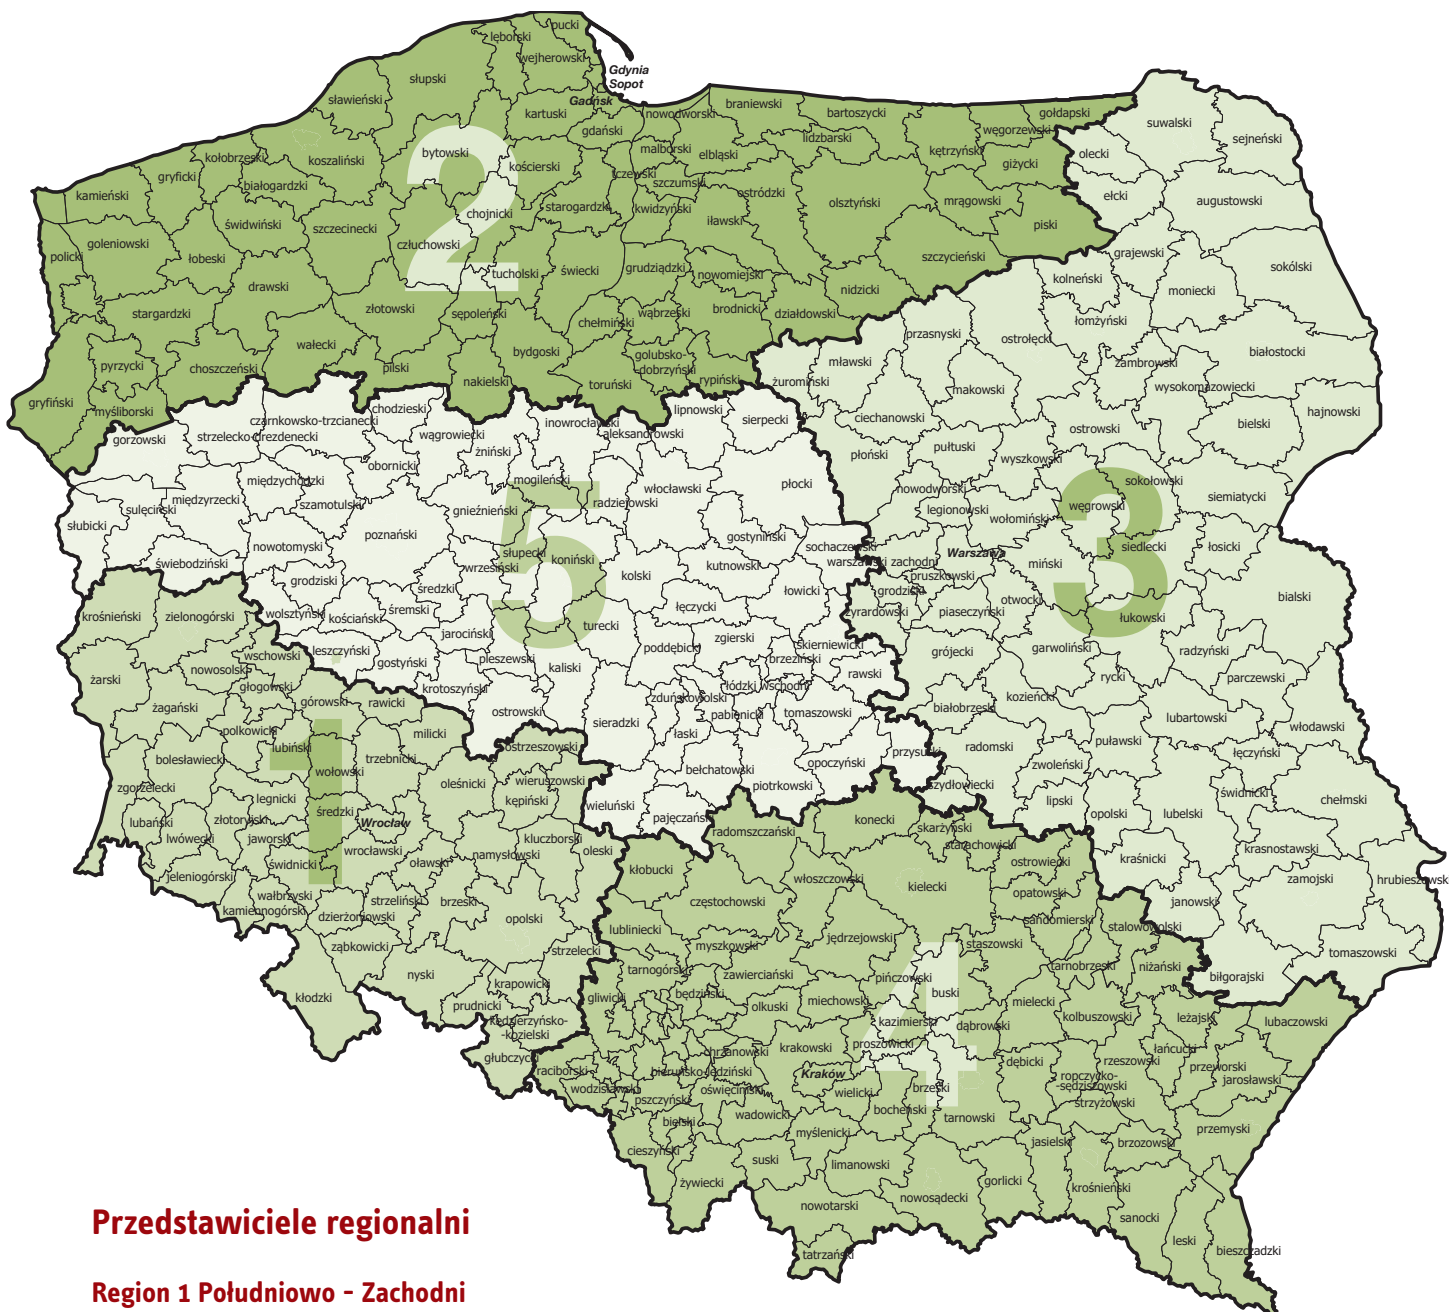 pucki
lęborski
wejherowski
słupski
Gdynia
Sopot
sławieński
Gadńsk
kartuski
nowodworski
braniewski
bartoszycki
gołdapski
gdański
węgorzewski
suwalski
sejneński
lidzbarski
malborski
elbląski
kętrzyński
giżycki
olecki
kołobrzeski
koszaliński
bytowski
2
kościerski
tczewski
szczumski
gryficki
białogardzki
ostródzki
mrągowski
ełcki
augustowski
kamieński
chojnicki
starogardzki
kwidzyński
iławski
olsztyński
piski
świdwiński
szczecinecki
człuchowski
goleniowski
policki
łobeski
szczycieński
grajewski
sokólski
tucholski
świecki
grudziądzki
nowomiejski
kolneński
moniecki
drawski
złotowski
sępoleński
nidzicki
stargardzki
chełmiński
wąbrzeski
brodnicki
działdowski
łomżyński
przasnyski
ostrołęcki
wałecki
bydgoski
golubsko-
-dobrzyński
białostocki
pyrzycki
choszczeński
pilski
nakielski
toruński
rypiński
żuromiński
mławski
zambrowski
wysokomazowiecki
makowski
gryfiński
myśliborski
chodzieski
lipnowski
sierpecki
ciechanowski
hajnowski
gorzowski
strzelecko-drezdenecki
czarnkowsko-trzcianecki
wągrowiecki
inowrocławski
aleksandrowski
ostrowski
bielski
żniński
płoński
pułtuski
wyszkowski
obornicki
międzychodzki
mogileński
włocławski
płocki
nowodworski
sokołowski
siemiatycki
międzyrzecki
szamotulski
gnieźnieński
5
radziejowski
legionowski
węgrowski
3
sulęciński
słubicki
wołomiński
poznański
gostyniński
nowotomyski
słupecki
koniński
sochaczewski
Warszawa
siedlecki
łosicki
świebodziński
wrzesiński
kolski
kutnowski
warszawski zachodni
miński
grodziski
średzki
pruszkowski
łowicki
grodziski
otwocki
bialski
krośnieński
zielonogórski
wolsztyński
kościański
śremski
łęczycki
żyrardowski
piaseczyński
łukowski
jarociński
turecki
zgierski
skierniewicki
leszczyński
poddębicki
garwoliński
radzyński
wschowski
gostyński
pleszewski
kaliski
brzeziński
grójecki
nowosolski
rawski
rycki
parczewski
żarski
głogowski
krotoszyński
łódzki wschodni
zduńskowolski
kozienicki
górowski
rawicki
żagański
ostrowski
sieradzki
pabienicki
tomaszowski
białobrzeski
lubartowski
włodawski
polkowicki
1
milicki
łaski
puławski
lubiński
ostrzeszowski
radomski
przysuski
łęczyński
bolesławiecki
trzebnicki
opoczyński
wołowski
bełchatowski
zwoleński
zgorzelecki
oleśnicki
wieruszowski
piotrkowski
szydłowiecki
świdnicki
legnicki
kępiński
wieluński
lipski
chełmski
średzki
pajęczański
opolski
lubelski
lubański
złotoryjski
Wrocław
konecki
skarżyński
lwówecki
jaworski
kluczborski
radomszczański
starachowicki
krasnostawski
wrocławski
namysłowski
oleski
ostrowiecki
kraśnicki
świdnicki
oławski
kłobucki
jeleniogórski
włoszczowski
kielecki
zamojski
hrubieszowski
wałbrzyski
strzeliński
brzeski
częstochowski
opatowski
janowski
kamiennogórski
dzierżoniowski
opolski
sandomierski
stalowowolski
lubliniecki
jędrzejowski
ząbkowicki
myszkowski
staszowski
strzelecki
tomaszowski
nyski
tarnogórski
zawierciański
4
pińczowski
tarnobrzeski
niżański
biłgorajski
krapowicki
kłodzki
gliwicki
będziński
buski
prudnicki
olkuski
miechowski
mielecki
kędzierzyńsko-
-kozielski
kazimierski
dąbrowski
kolbuszowski
leżajski
lubaczowski
proszowicki
chrzanowski
krakowski
łańcucki
głubczycki
raciborski
bieruńsko-lędziński
Kraków
dębicki
rzeszowski
przeworski
ropczycko-
-sędziszowski
jarosławski
wodzisławski
oświęcimski
wielicki
brzeski
pszczyński
strzyżowski
bocheński
wadowicki
tarnowski
bielski
myślenicki
przemyski
jasielski
brzozowski
cieszyński
suski
limanowski
żywiecki
gorlicki
krośnieński
nowosądecki
nowotarski
sanocki
Przedstawiciele regionalni
leski
bieszczadzki
tatrzański
Region 1 Południowo - Zachodni